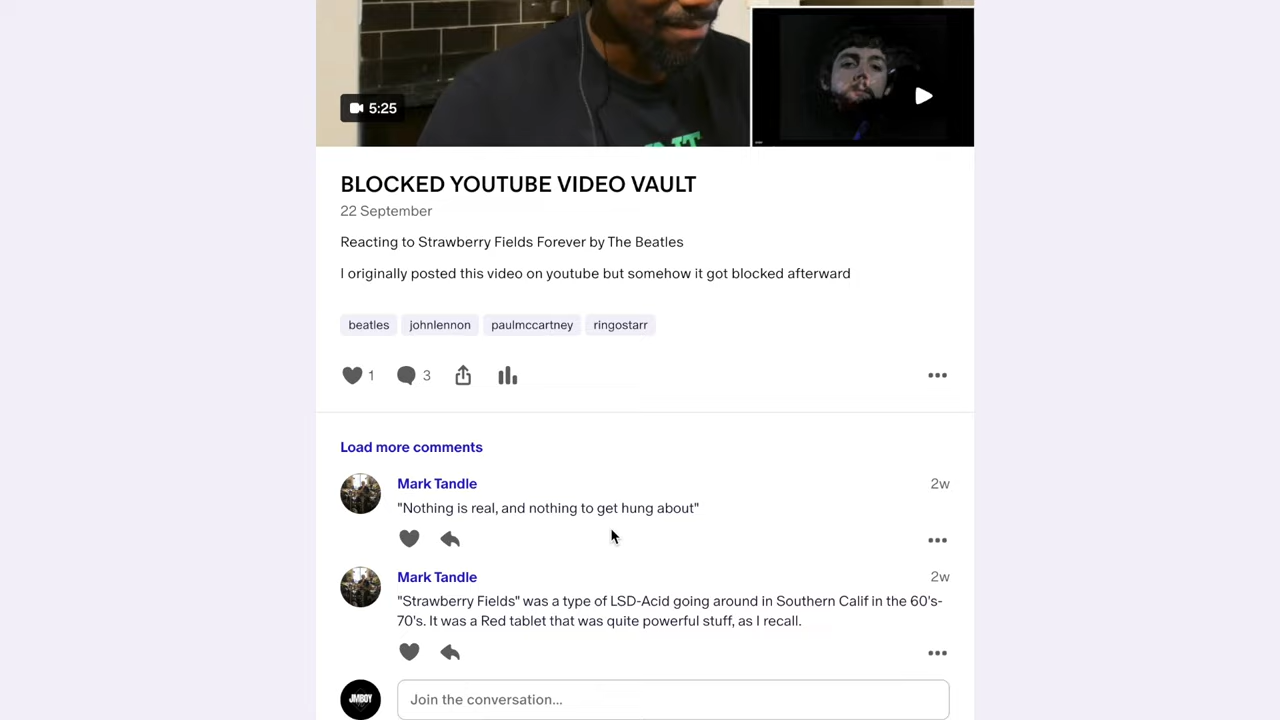 5:25
BLOCKED YOUTUBE VIDEO VAULT
22 September
Reacting to Strawberry Fields Forever by The Beatles
I originally posted this video on youtube but somehow it got blocked afterward
beatles johnlennon paulmccartney ringostarr
1 3
Load more comments
Mark Tandle 2w
"Nothing is real, and nothing to get hung about"
Mark Tandle 2w
"Strawberry Fields" was a type of LSD-Acid going around in Southern Calif in the 60's-
70's. It was a Red tablet that was quite powerful stuff, as I recall.
JMBOY
Join the conversation...